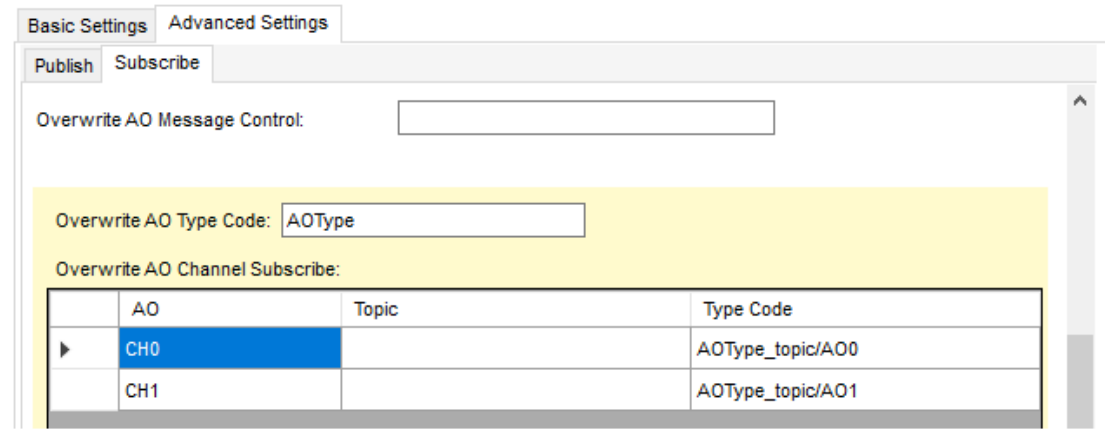 Basic Settings Advanced Settings
Publish Subscribe
Overwrite AO Message Control:
Overwrite AO Type Code: AOType
Overwrite AO Channel Subscribe:
AO Topic Type Code
CH0 AOType_topic/AO0
CH1 AOType_topic/AO1